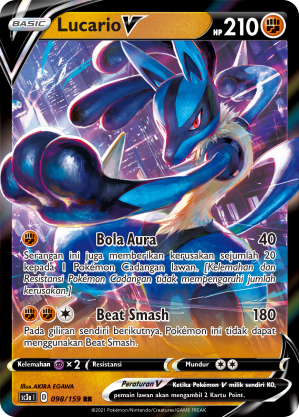 BASIC Lucario V HP 210
Bola Aura 40
Serangan ini juga memberikan kerusakan sejumlah 20
kepada 1 Pokémon Cadangan lawan. [Kelemahan dan
Resistansi Pokémon Cadangan tidak mempengaruhi jumlah
kerusakan.]
Beat Smash 180
Pada giliran sendiri berikutnya, Pokémon ini tidak dapat
menggunakan Beat Smash.
Kelemahan ×2 Resistansi Mundur
Illus. AKIRA EGAWA
Peraturan V Ketika Pokémon V milik sendiri KO,
pemain lawan akan mengambil 2 Kartu Point.
sc3a I D 098/159 RR
©2021 Pokémon/Nintendo/Creatures/GAME FREAK.